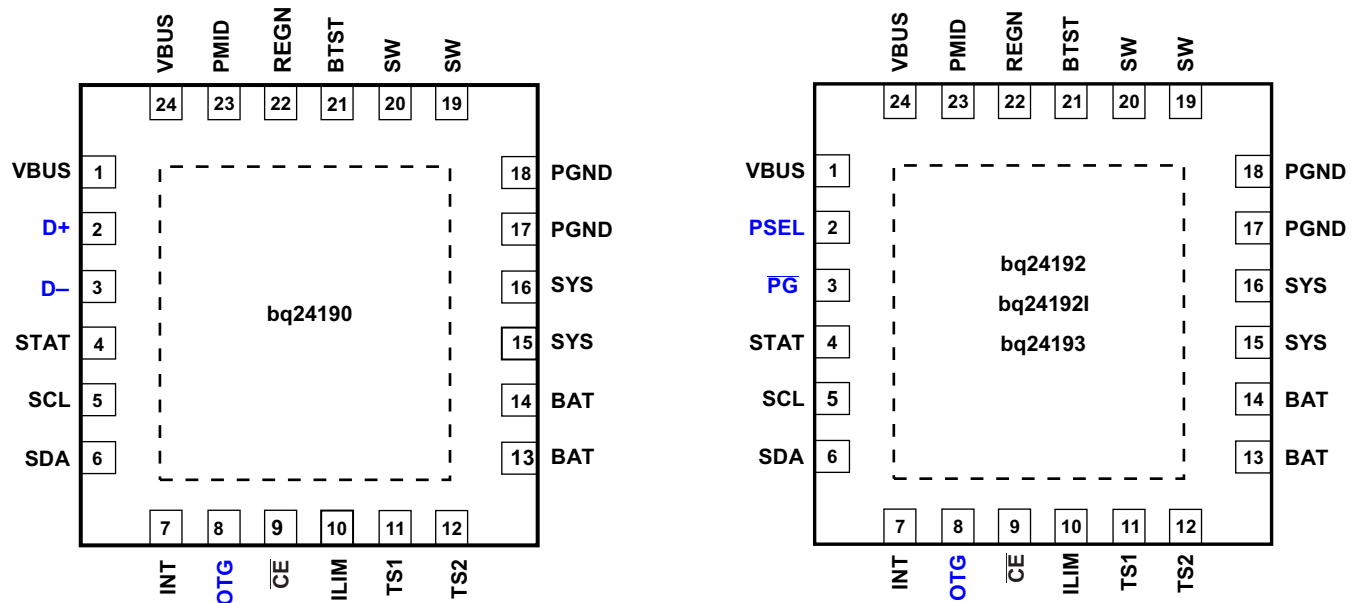 VBUS PMID REGN BTST SW SW
24 23 22 21 20 19
VBUS 1 18 PGND
D+ 2 17 PGND
D– 3 16 SYS
bq24190
STAT 4 15 SYS
SCL 5 14 BAT
SDA 6 13 BAT
7 8 9 10 11 12
INT OTG C̅E̅ ILIM TS1 TS2
VBUS PMID REGN BTST SW SW
24 23 22 21 20 19
VBUS 1 18 PGND
PSEL 2 17 PGND
bq24192
P̅G̅ 3 16 SYS
bq24192I
STAT 4 15 SYS
bq24193
SCL 5 14 BAT
SDA 6 13 BAT
7 8 9 10 11 12
INT OTG C̅E̅ ILIM TS1 TS2